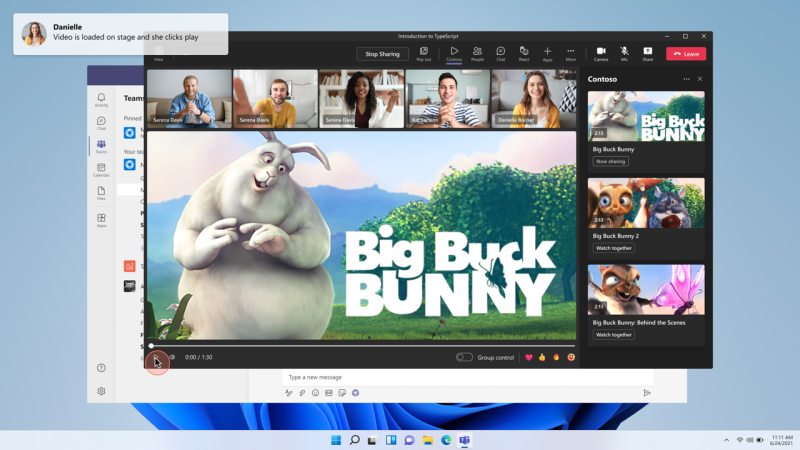 Danielle
Video is loaded on stage and she clicks play
Introduction to TypeScript
View
Stop Sharing
Pop out
Contoso
People
Chat
React
Apps
More
Camera
Mic
Share
Leave
Activity
Chat
Teams
Calendar
Files
Apps
Teams
Pinned
Your tea
Serena Davis
Serena Davis
Serena Davis
Danielle Booker
Big Buck
BUNNY
0:00 / 1:30
Group control
Contoso
Big Buck
BUNNY
2:13
Big Buck Bunny
Now sharing
2:13
Big Buck Bunny 2
Watch together
2:13
Big Buck Bunny: Behind the Scenes
Watch together
Type a new message
11:11 AM
6/24/2021